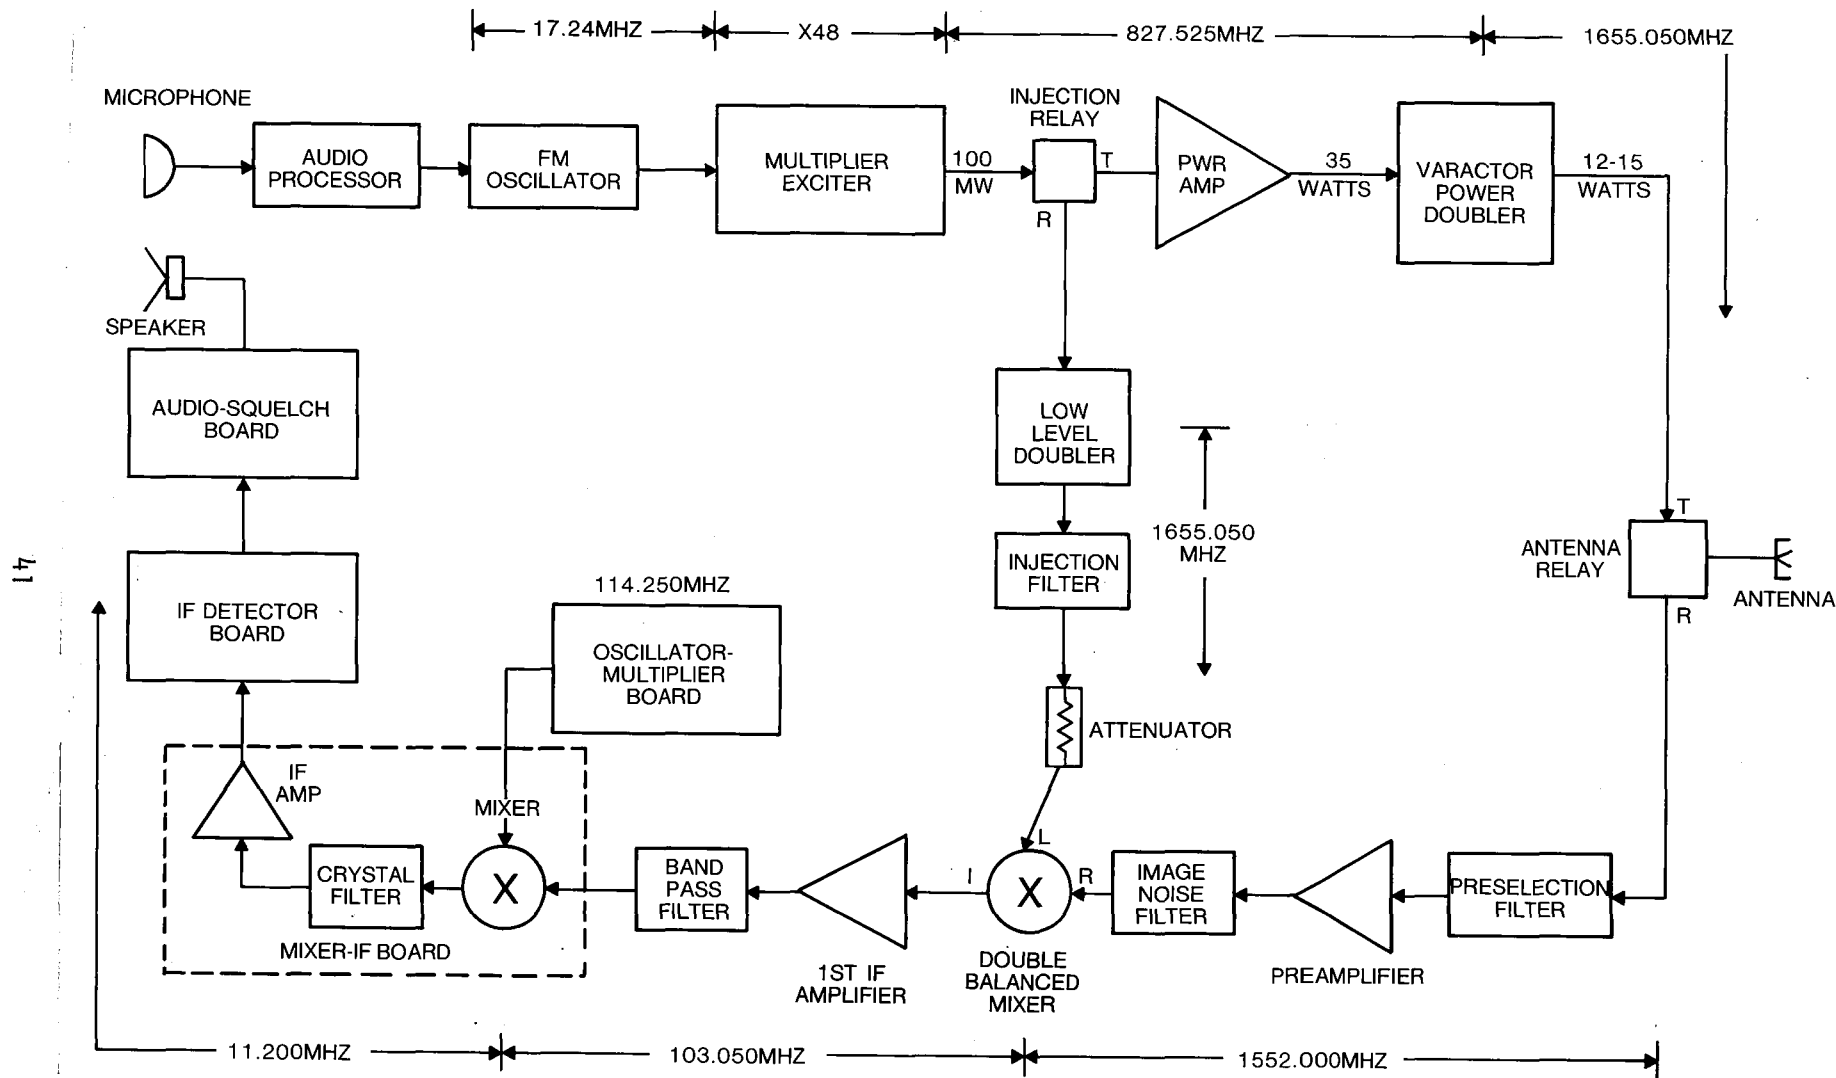 17.24MHZ
X48
827.525MHZ
1655.050MHZ
MICROPHONE
AUDIO
PROCESSOR
FM
OSCILLATOR
MULTIPLIER
EXCITER
100
MW
INJECTION
RELAY
T
R
PWR
AMP
35
WATTS
VARACTOR
POWER
DOUBLER
12-15
WATTS
SPEAKER
AUDIO-SQUELCH
BOARD
LOW
LEVEL
DOUBLER
1655.050
MHZ
INJECTION
FILTER
T
ANTENNA
RELAY
R
ANTENNA
41
IF DETECTOR
BOARD
114.250MHZ
OSCILLATOR-
MULTIPLIER
BOARD
ATTENUATOR
IF
AMP
MIXER
CRYSTAL
FILTER
X
MIXER-IF BOARD
BAND
PASS
FILTER
1ST IF
AMPLIFIER
I
L
X
R
DOUBLE
BALANCED
MIXER
IMAGE
NOISE
FILTER
PREAMPLIFIER
PRESELECTION
FILTER
11.200MHZ
103.050MHZ
1552.000MHZ